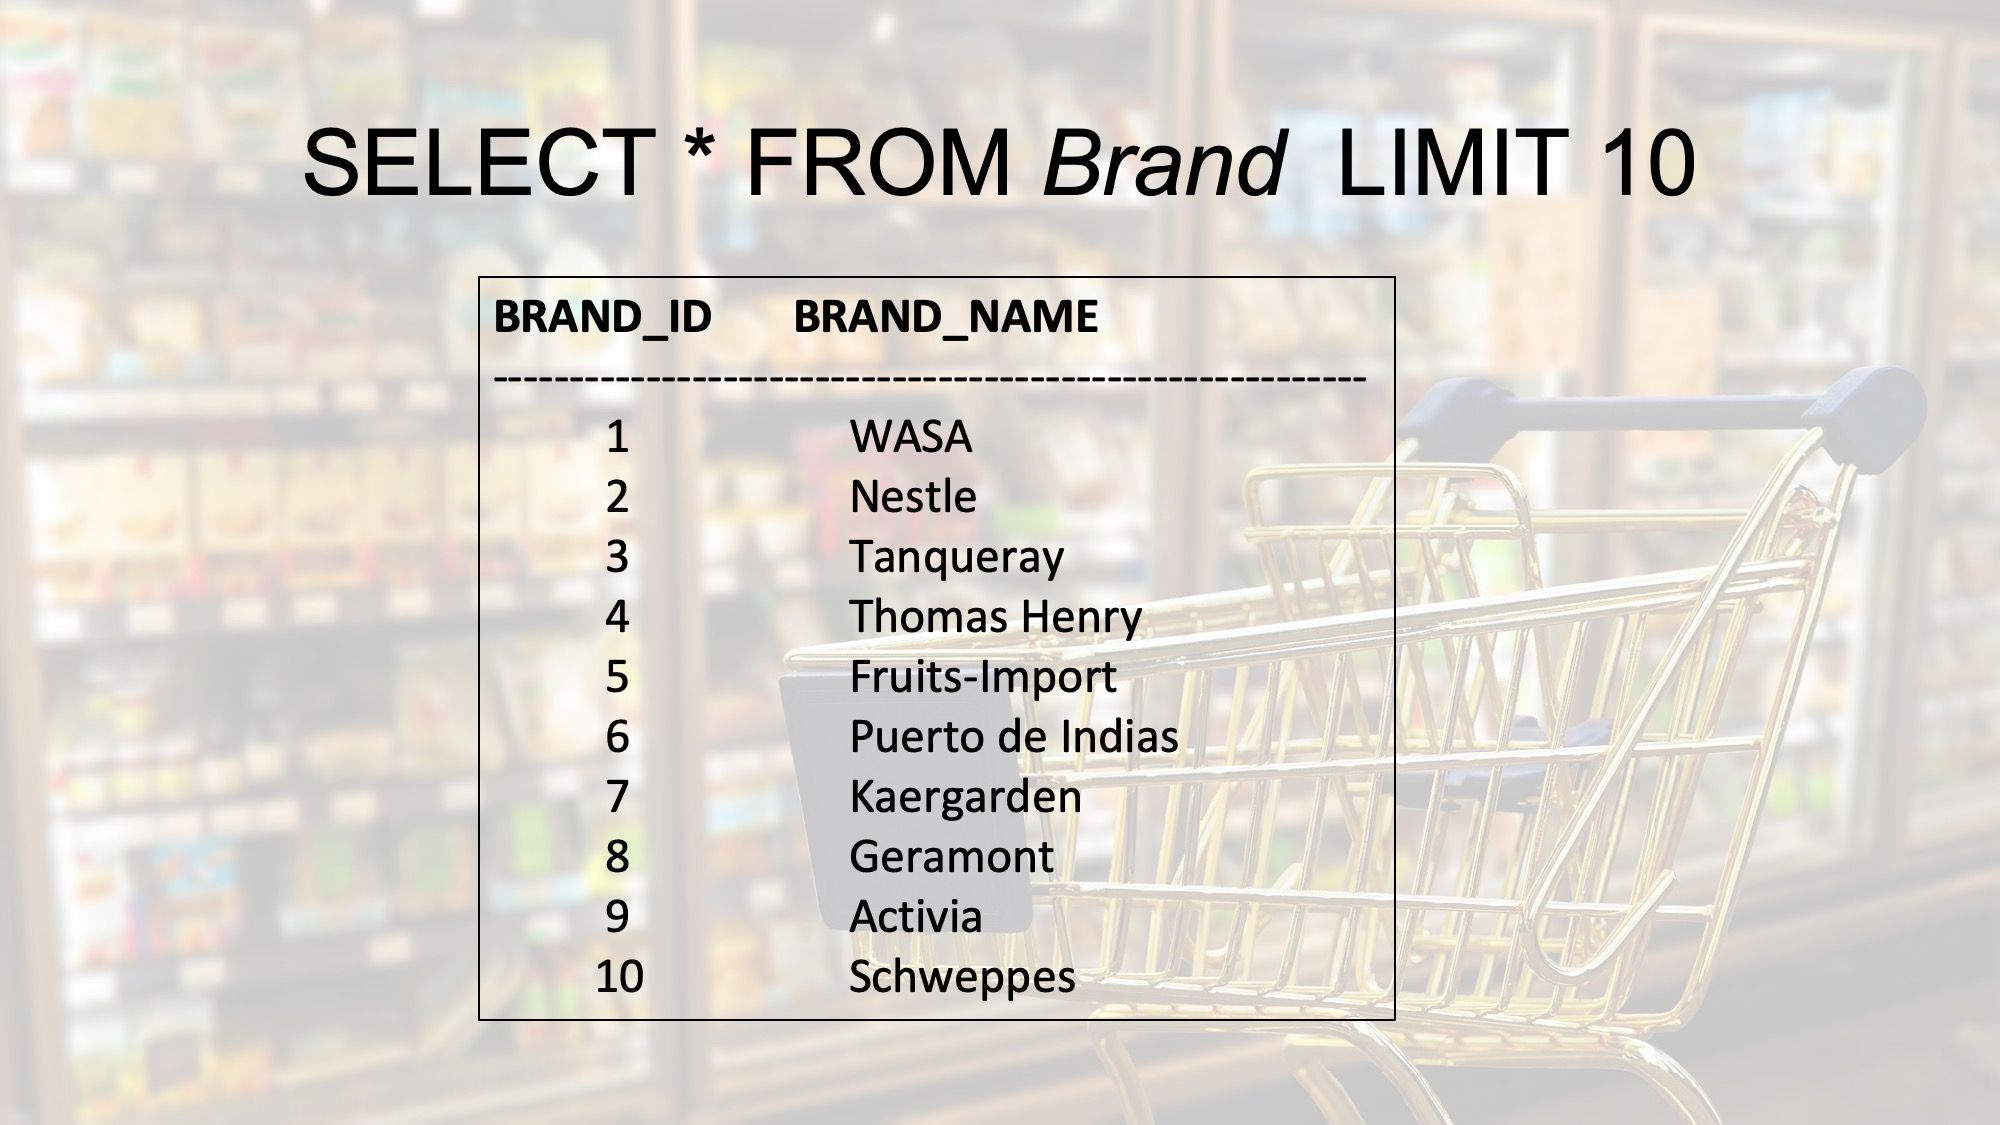 SELECT * FROM Brand LIMIT 10
BRAND_ID BRAND_NAME
---------------------------------------------------------
1 WASA
2 Nestle
3 Tanqueray
4 Thomas Henry
5 Fruits-Import
6 Puerto de Indias
7 Kaergarden
8 Geramont
9 Activia
10 Schweppes